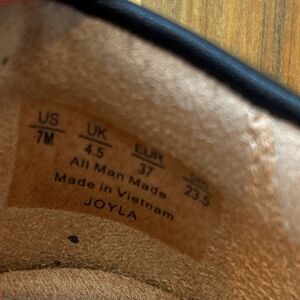 US UK EUR
7M 4.5 37 23.5
All Man Made
Made in Vietnam
JOYLA